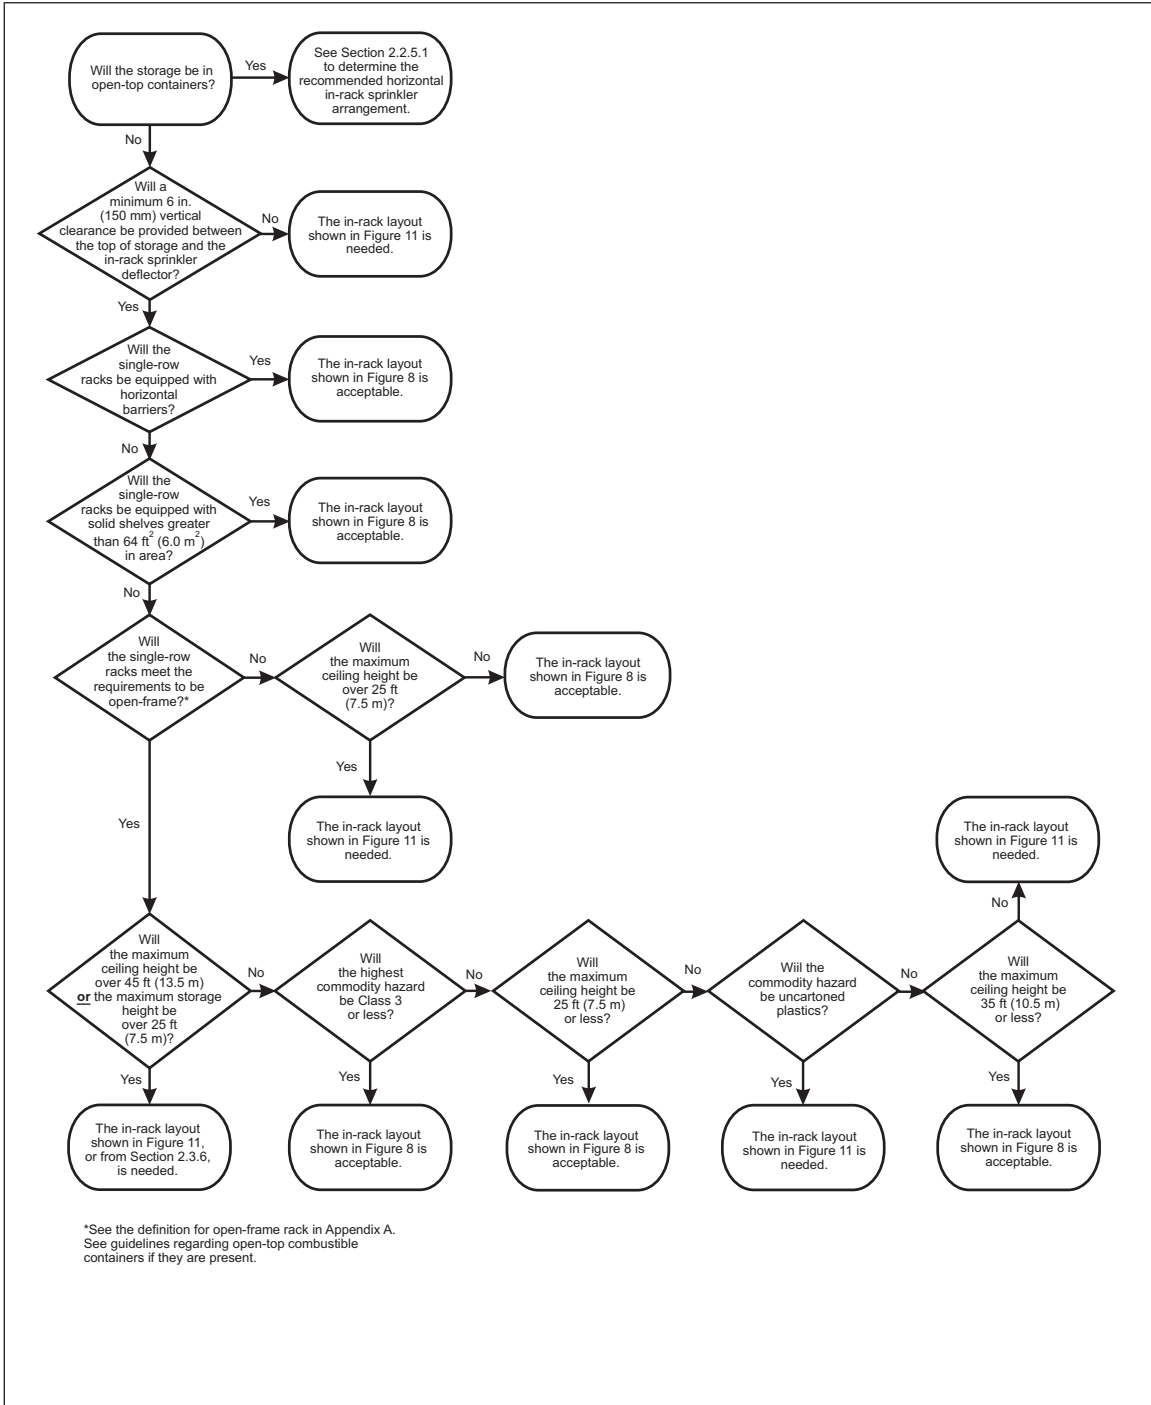 Will the storage be in
open-top containers?
Yes
See Section 2.2.5.1
to determine the
recommended horizontal
in-rack sprinkler
arrangement.
No
Will a
minimum 6 in.
(150 mm) vertical
clearance be provided between
the top of storage and the
in-rack sprinkler
deflector?
No
The in-rack layout
shown in Figure 11 is
needed.
Yes
Will the
single-row
racks be equipped with
horizontal
barriers?
Yes
The in-rack layout
shown in Figure 8 is
acceptable.
No
Will the
single-row
racks be equipped with
solid shelves greater
than 64 ft² (6.0 m²)
in area?
Yes
The in-rack layout
shown in Figure 8 is
acceptable.
No
Will
the single-row
racks meet the
requirements to be
open-frame?*
No
Will
the maximum
ceiling height be
over 25 ft
(7.5 m)?
No
The in-rack layout
shown in Figure 8 is
acceptable.
Yes
The in-rack layout
shown in Figure 11 is
needed.
Yes
Will
the maximum
ceiling height be
over 45 ft (13.5 m)
or the maximum storage
height be
over 25 ft
(7.5 m)?
No
Will
the highest
commodity hazard
be Class 3
or less?
No
Will
the maximum
ceiling height be
25 ft (7.5 m)
or less?
No
Will the
commodity hazard
be uncartoned
plastics?
No
Will
the maximum
ceiling height be
35 ft (10.5 m)
or less?
No
The in-rack layout
shown in Figure 11 is
needed.
Yes
The in-rack layout
shown in Figure 11,
or from Section 2.3.6,
is needed.
Yes
The in-rack layout
shown in Figure 8 is
acceptable.
Yes
The in-rack layout
shown in Figure 8 is
acceptable.
Yes
The in-rack layout
shown in Figure 11 is
needed.
Yes
The in-rack layout
shown in Figure 8 is
acceptable.
*See the definition for open-frame rack in Appendix A.
See guidelines regarding open-top combustible
containers if they are present.